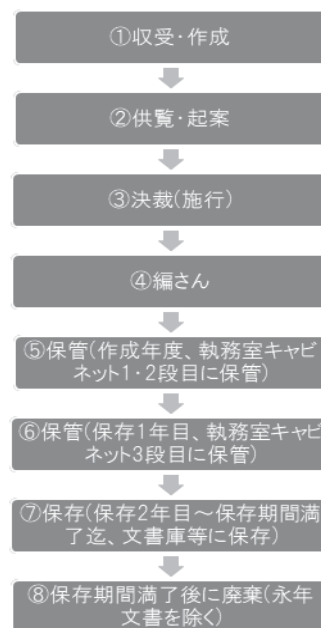 ①収受・作成
②供覧・起案
③決裁(施行)
④編さん
⑤保管(作成年度、執務室キャビ
ネット1・2段目に保管)
⑥保管(保存1年目、執務室キャビ
ネット3段目に保管)
⑦保存(保存2年目～保存期間満
了迄、文書庫等に保存)
⑧保存期間満了後に廃棄(永年
文書を除く)